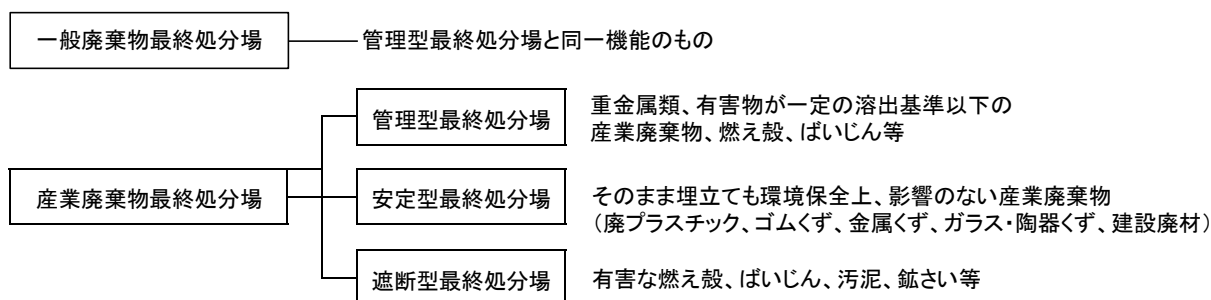 一般廃棄物最終処分場
管理型最終処分場と同一機能のもの
管理型最終処分場
重金属類、有害物が一定の溶出基準以下の
産業廃棄物、燃え殻、ばいじん等
産業廃棄物最終処分場
安定型最終処分場
そのまま埋立ても環境保全上、影響のない産業廃棄物
（廃プラスチック、ゴムくず、金属くず、ガラス・陶器くず、建設廃材）
遮断型最終処分場
有害な燃え殻、ばいじん、汚泥、鉱さい等